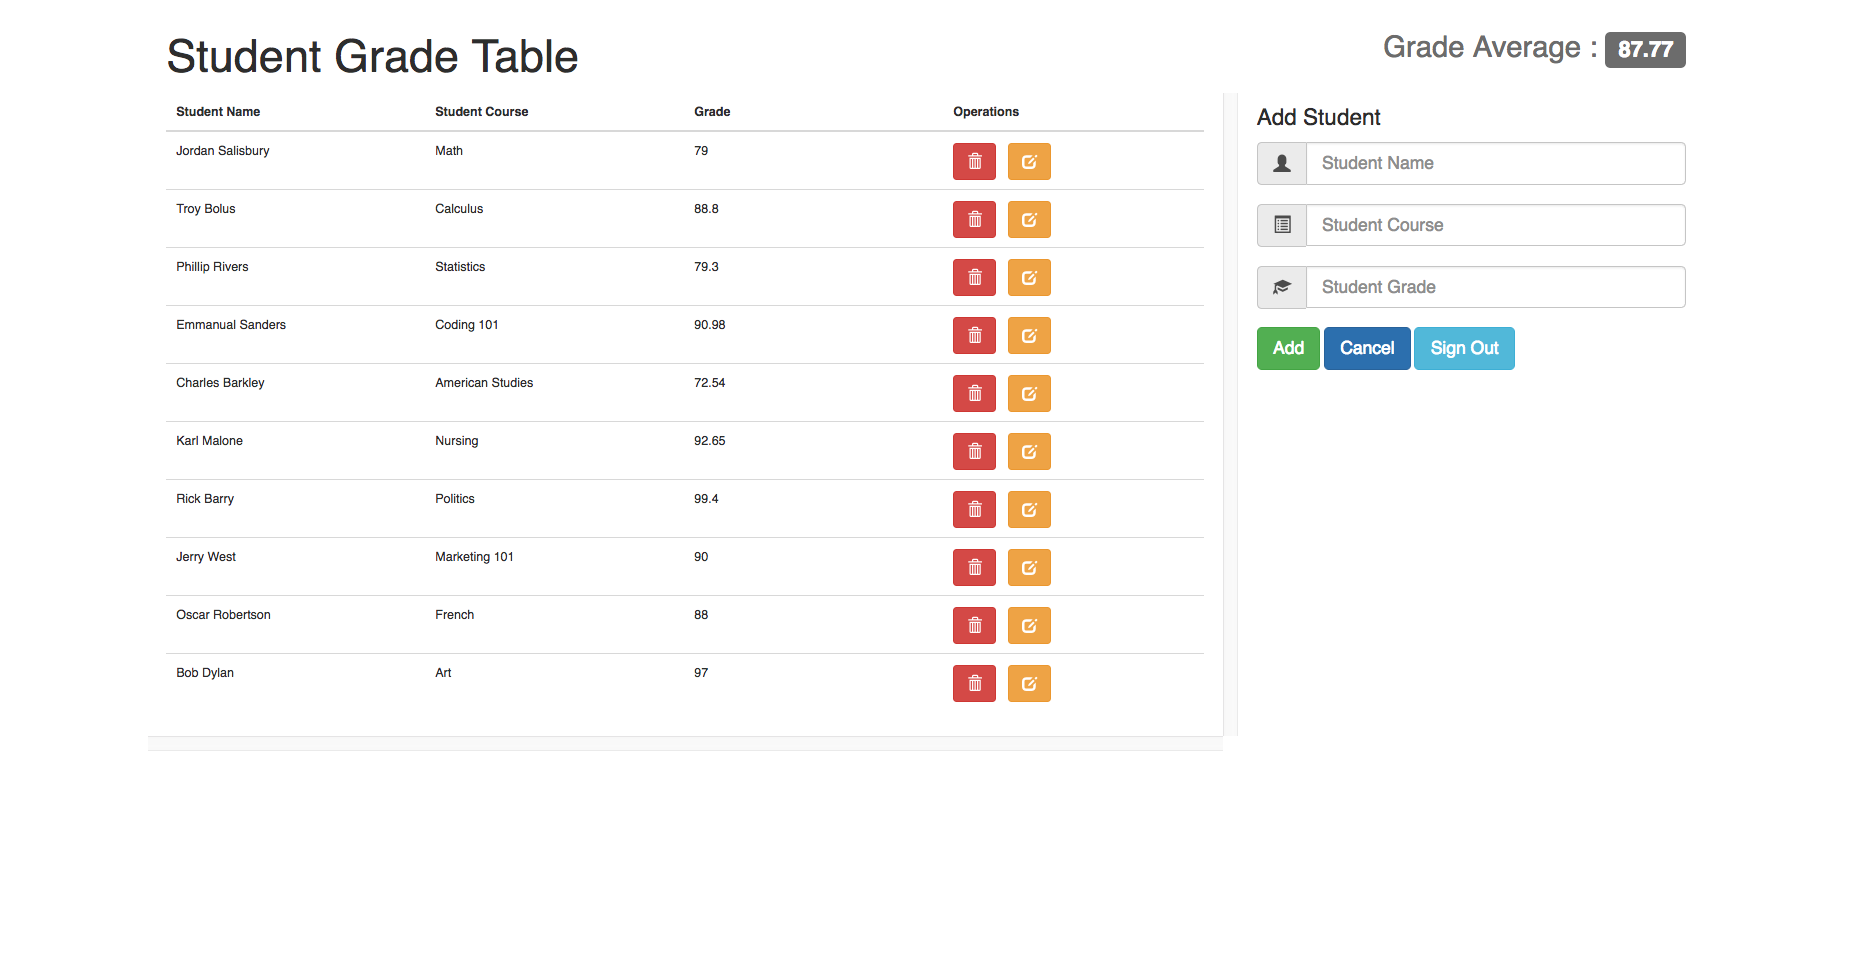 Student Grade Table
Grade Average : 87.77
Student Name Student Course Grade Operations
Jordan Salisbury Math 79
Troy Bolus Calculus 88.8
Phillip Rivers Statistics 79.3
Emmanual Sanders Coding 101 90.98
Charles Barkley American Studies 72.54
Karl Malone Nursing 92.65
Rick Barry Politics 99.4
Jerry West Marketing 101 90
Oscar Robertson French 88
Bob Dylan Art 97
Add Student
Student Name
Student Course
Student Grade
Add Cancel Sign Out